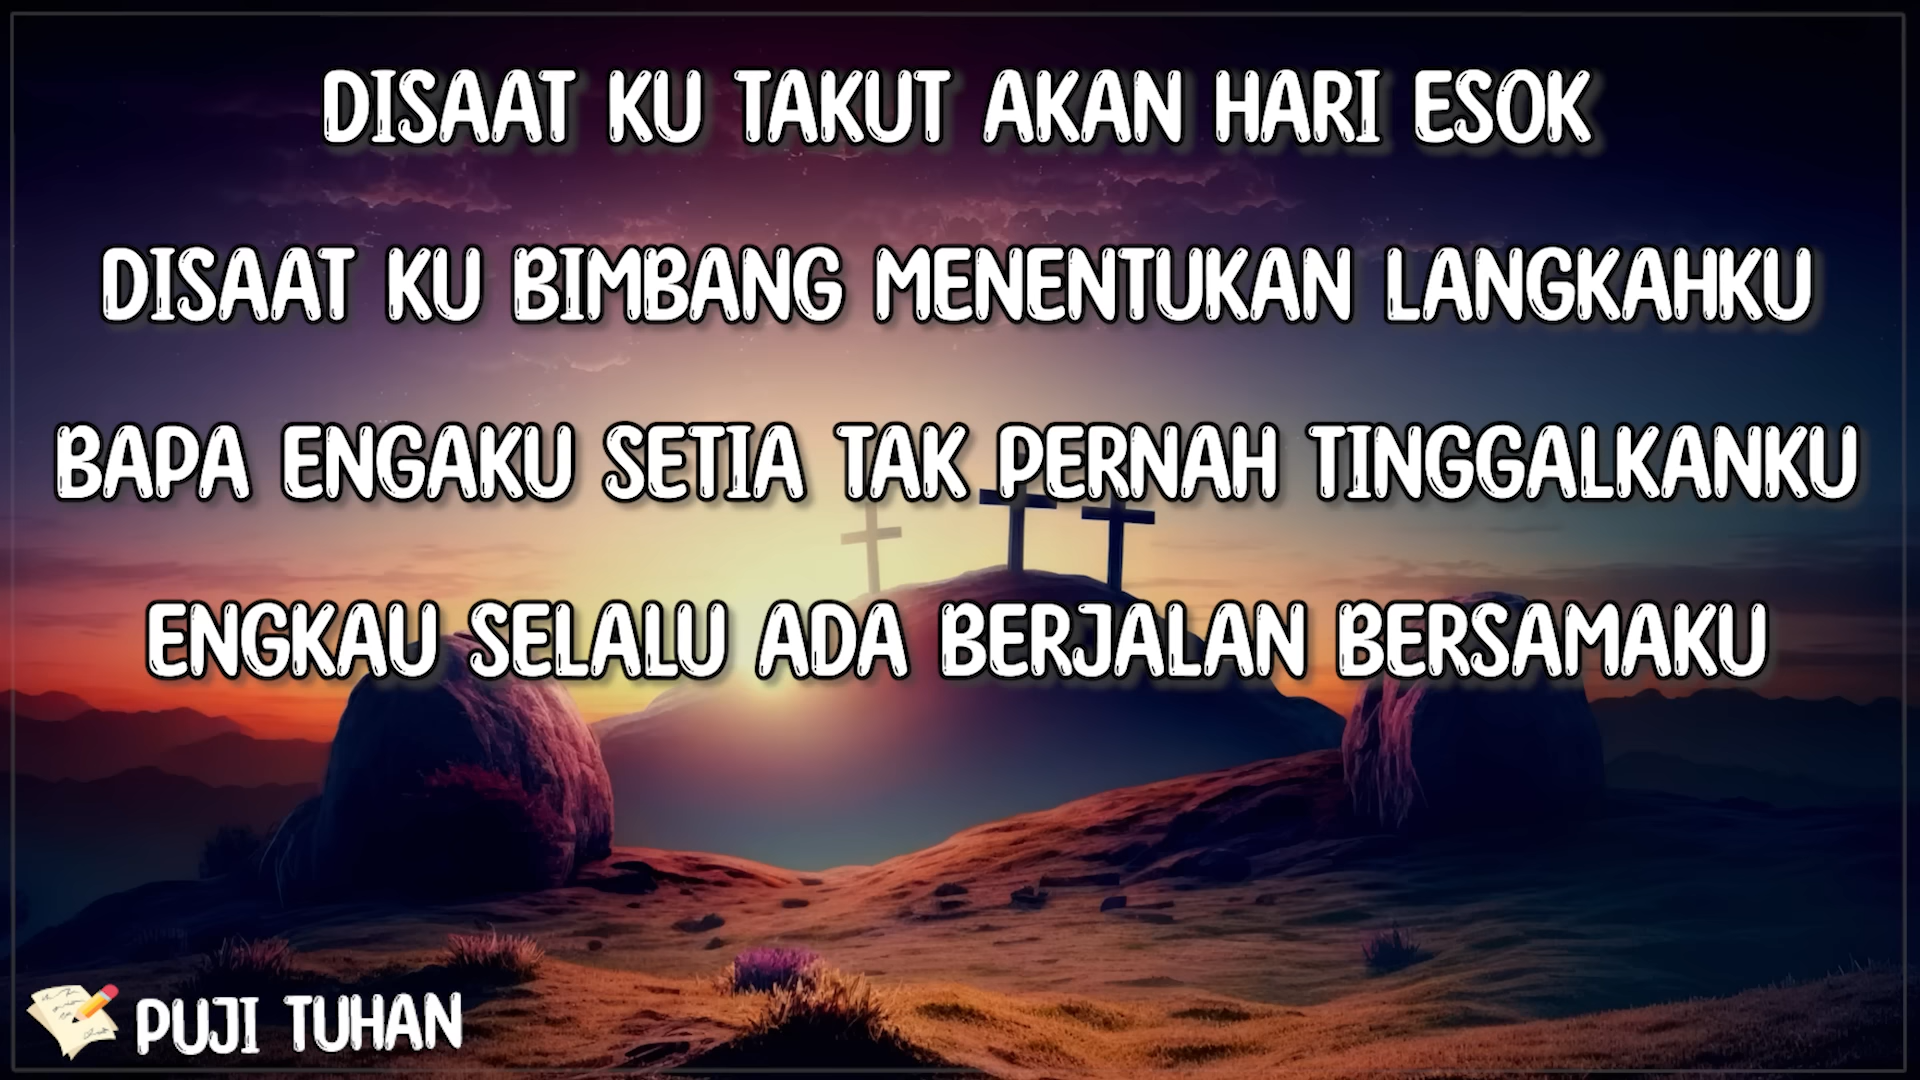 DISAAT KU TAKUT AKAN HARI ESOK
DISAAT KU BIMBANG MENENTUKAN LANGKAHKU
BAPA ENGAKU SETIA TAK PERNAH TINGGALKANKU
ENGKAU SELALU ADA BERJALAN BERSAMAKU
PUJI TUHAN